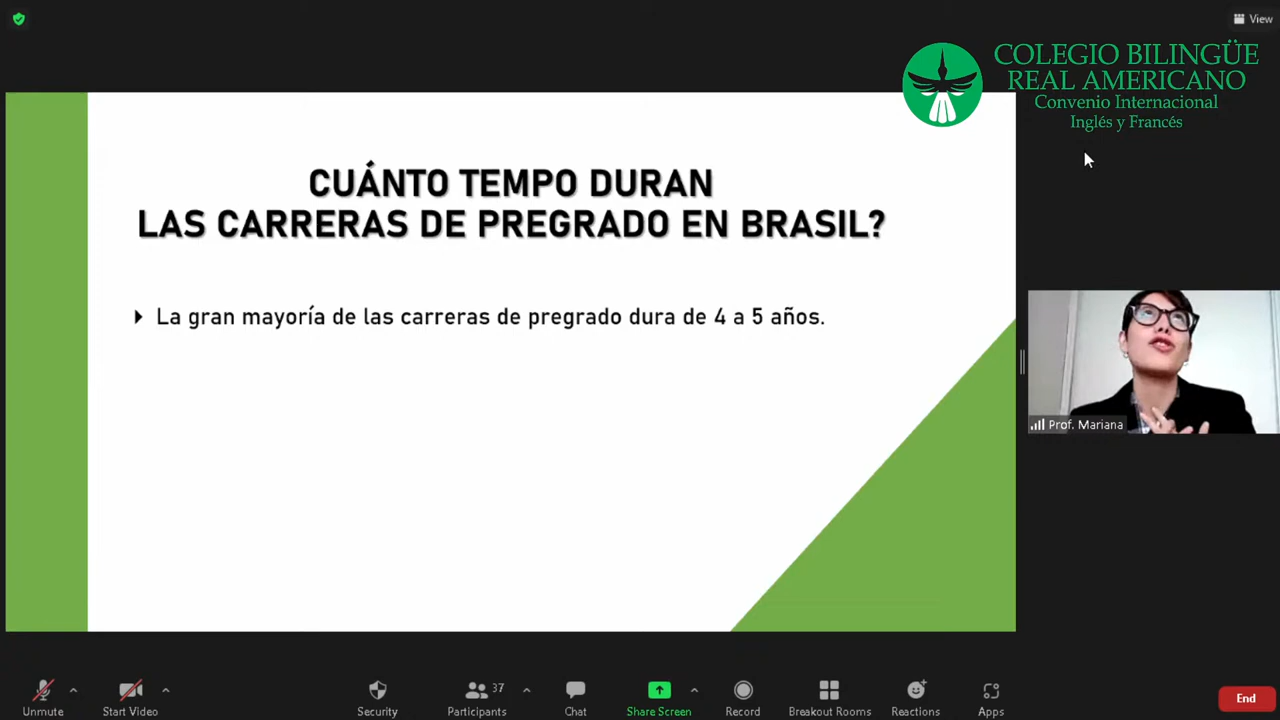 View
COLEGIO BILINGÜE
REAL AMERICANO
Convenio Internacional
Inglés y Francés
CUÁNTO TEMPO DURAN
LAS CARRERAS DE PREGRADO EN BRASIL?
La gran mayoría de las carreras de pregrado dura de 4 a 5 años.
Prof. Mariana
Unmute
Start Video
Security
Participants 37
Chat
Share Screen
Record
Breakout Rooms
Reactions
Apps
End